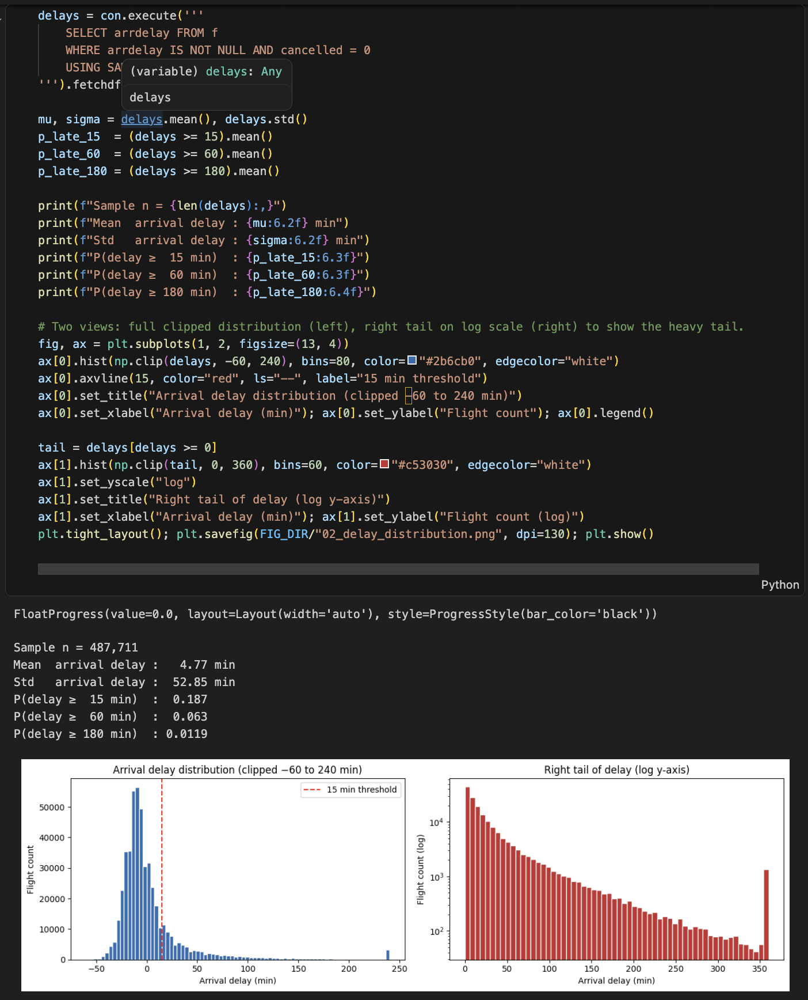 delays = con.execute('''
    SELECT arrdelay FROM f
    WHERE arrdelay IS NOT NULL AND cancelled = 0
    USING SA
''').fetchdf
(variable) delays: Any
delays
mu, sigma = delays.mean(), delays.std()
p_late_15  = (delays >= 15).mean()
p_late_60  = (delays >= 60).mean()
p_late_180 = (delays >= 180).mean()
print(f"Sample n = {len(delays):,}")
print(f"Mean  arrival delay : {mu:6.2f} min")
print(f"Std   arrival delay : {sigma:6.2f} min")
print(f"P(delay ≥  15 min)  : {p_late_15:6.3f}")
print(f"P(delay ≥  60 min)  : {p_late_60:6.3f}")
print(f"P(delay ≥ 180 min)  : {p_late_180:6.4f}")
# Two views: full clipped distribution (left), right tail on log scale (right) to show the heavy tail.
fig, ax = plt.subplots(1, 2, figsize=(13, 4))
ax[0].hist(np.clip(delays, -60, 240), bins=80, color="#2b6cb0", edgecolor="white")
ax[0].axvline(15, color="red", ls="--", label="15 min threshold")
ax[0].set_title("Arrival delay distribution (clipped −60 to 240 min)")
ax[0].set_xlabel("Arrival delay (min)"); ax[0].set_ylabel("Flight count"); ax[0].legend()
tail = delays[delays >= 0]
ax[1].hist(np.clip(tail, 0, 360), bins=60, color="#c53030", edgecolor="white")
ax[1].set_yscale("log")
ax[1].set_title("Right tail of delay (log y-axis)")
ax[1].set_xlabel("Arrival delay (min)"); ax[1].set_ylabel("Flight count (log)")
plt.tight_layout(); plt.savefig(FIG_DIR/"02_delay_distribution.png", dpi=130); plt.show()
Python
FloatProgress(value=0.0, layout=Layout(width='auto'), style=ProgressStyle(bar_color='black'))
Sample n = 487,711
Mean  arrival delay :   4.77 min
Std   arrival delay :  52.85 min
P(delay ≥  15 min)  :  0.187
P(delay ≥  60 min)  :  0.063
P(delay ≥ 180 min)  : 0.0119
Arrival delay distribution (clipped −60 to 240 min)
15 min threshold
50000
40000
30000
20000
10000
0
Flight count
−50 0 50 100 150 200 250
Arrival delay (min)
Right tail of delay (log y-axis)
10⁴
10³
10²
Flight count (log)
0 50 100 150 200 250 300 350
Arrival delay (min)